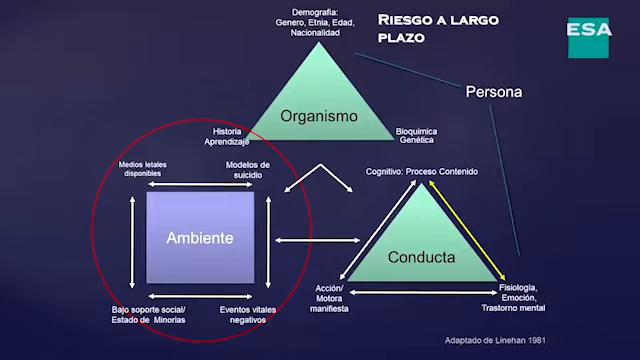 Demografía:
Genero, Etnia, Edad,
Nacionalidad
Riesgo a largo
plazo
ESA
Persona
Organismo
Historia
Aprendizaje
Bioquimica
Genética
Medios letales
disponibles
Modelos de
suicidio
Cognitivo: Proceso Contenido
Ambiente
Conducta
Bajo soporte social/
Estado de Minorias
Eventos vitales
negativos
Acción/
Motora
manifiesta
Fisiología,
Emoción,
Trastorno mental
Adaptado de Linehan 1981